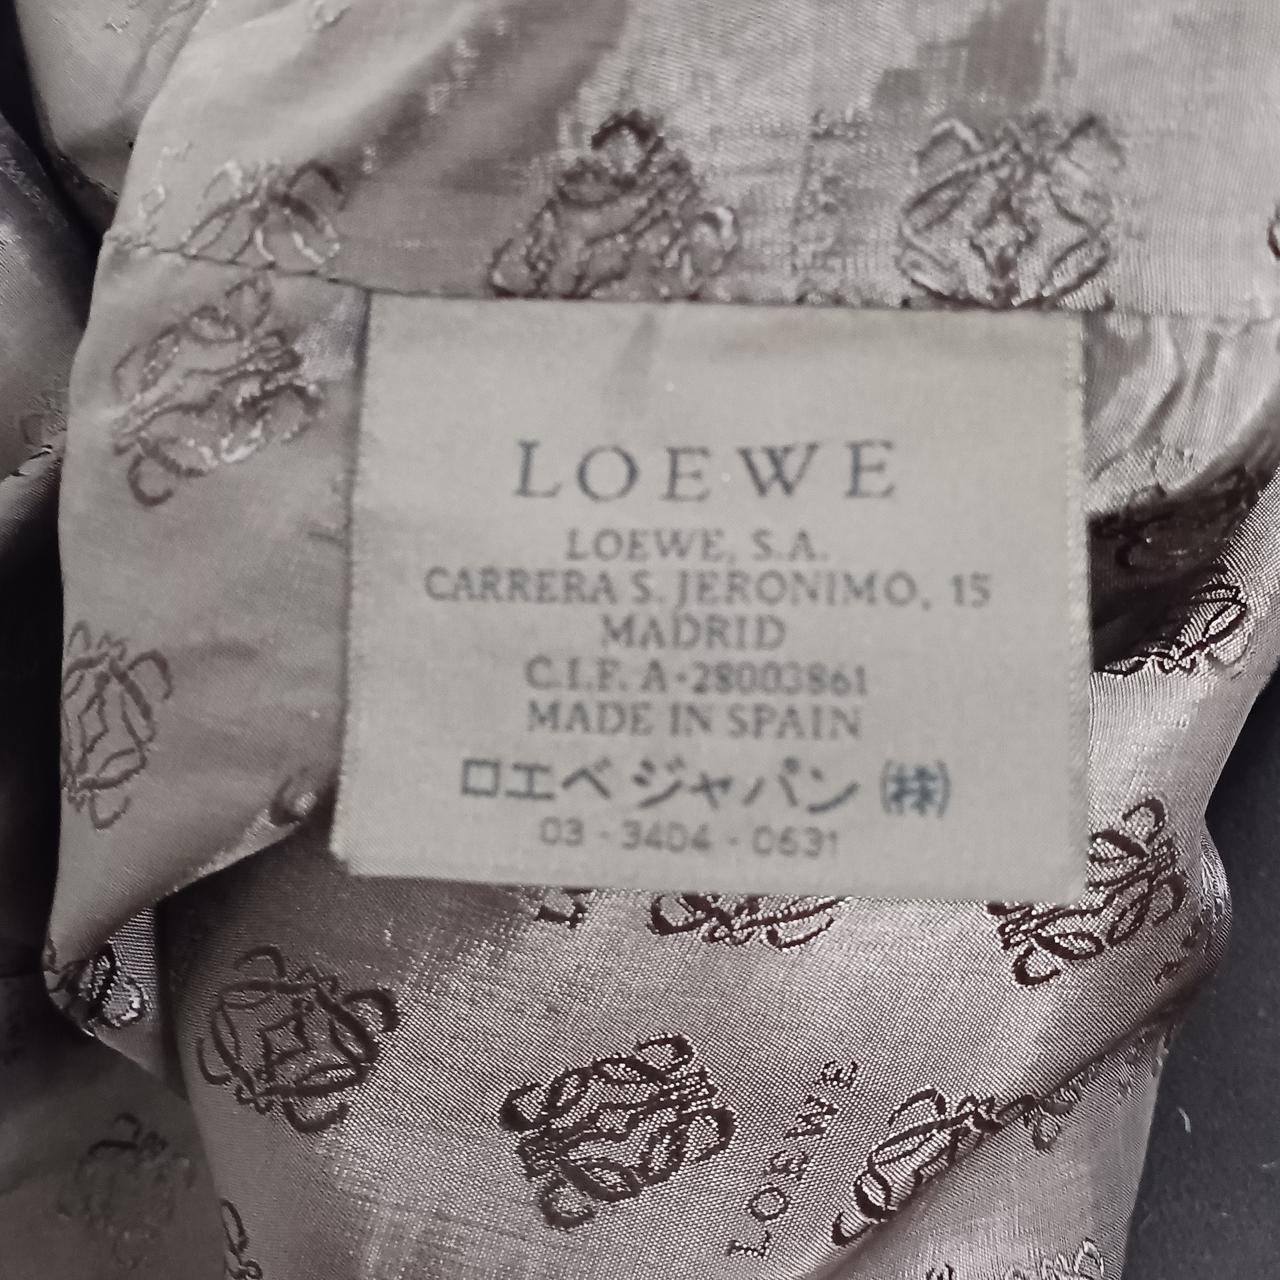 LOEWE
LOEWE, S.A.
CARRERA S. JERONIMO, 15
MADRID
C.I.F. A-28003861
MADE IN SPAIN
ロエベ ジャパン ㈱
03 - 3404 - 0631
LOEWE